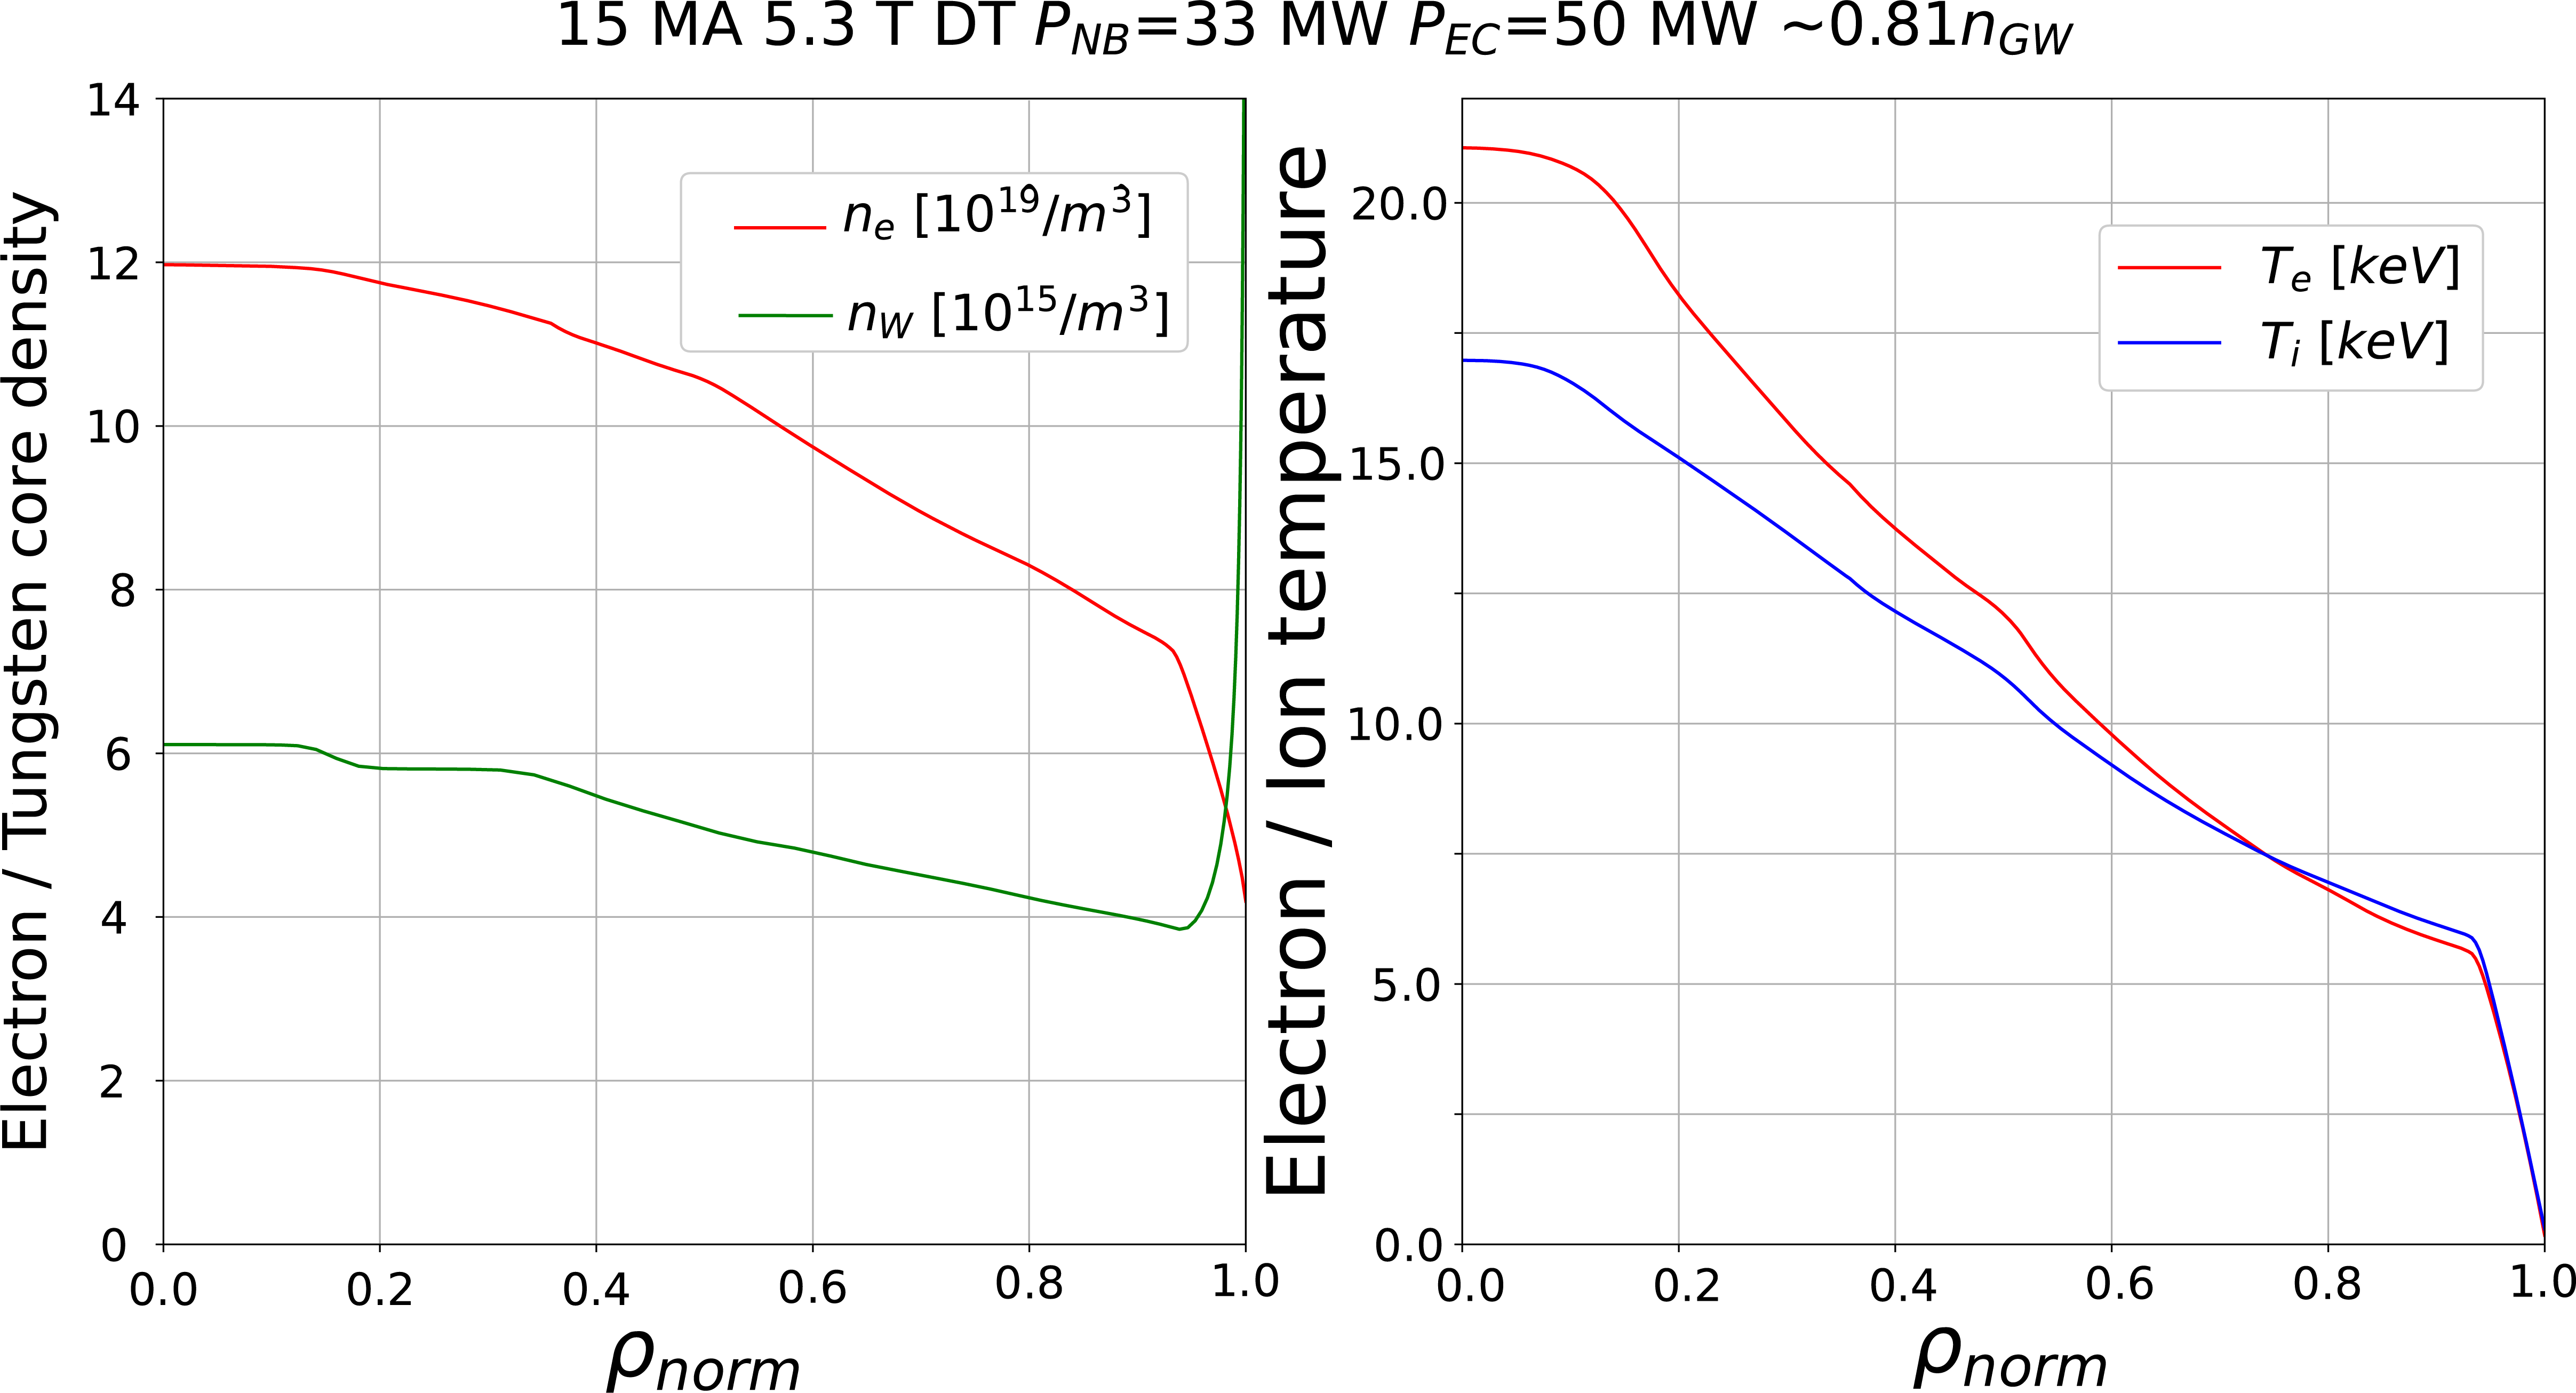 15 MA 5.3 T DT P_NB=33 MW P_EC=50 MW ~0.81n_GW
Electron / Tungsten core density
14
12
10
8
6
4
2
0
n_e [10^19/m^3]
n_W [10^15/m^3]
0.0 0.2 0.4 0.6 0.8 1.0
ρ_norm
Electron / Ion temperature
20.0
15.0
10.0
5.0
0.0
T_e [keV]
T_i [keV]
0.0 0.2 0.4 0.6 0.8 1.0
ρ_norm